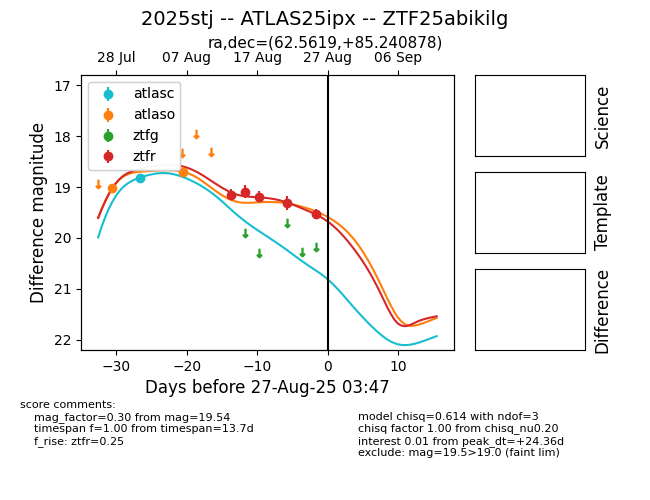 2025stj -- ATLAS25ipx -- ZTF25abikilg
ra,dec=(62.5619,+85.240878)
28 Jul 07 Aug 17 Aug 27 Aug 06 Sep
17
18
19
20
21
22
Difference magnitude
atlasc
atlaso
ztfg
ztfr
−30 −20 −10 0 10
Days before 27-Aug-25 03:47
Science
Template
Difference
score comments:
mag_factor=0.30 from mag=19.54
timespan f=1.00 from timespan=13.7d
f_rise: ztfr=0.25
model chisq=0.614 with ndof=3
chisq factor 1.00 from chisq_nu0.20
interest 0.01 from peak_dt=+24.36d
exclude: mag=19.5>19.0 (faint lim)